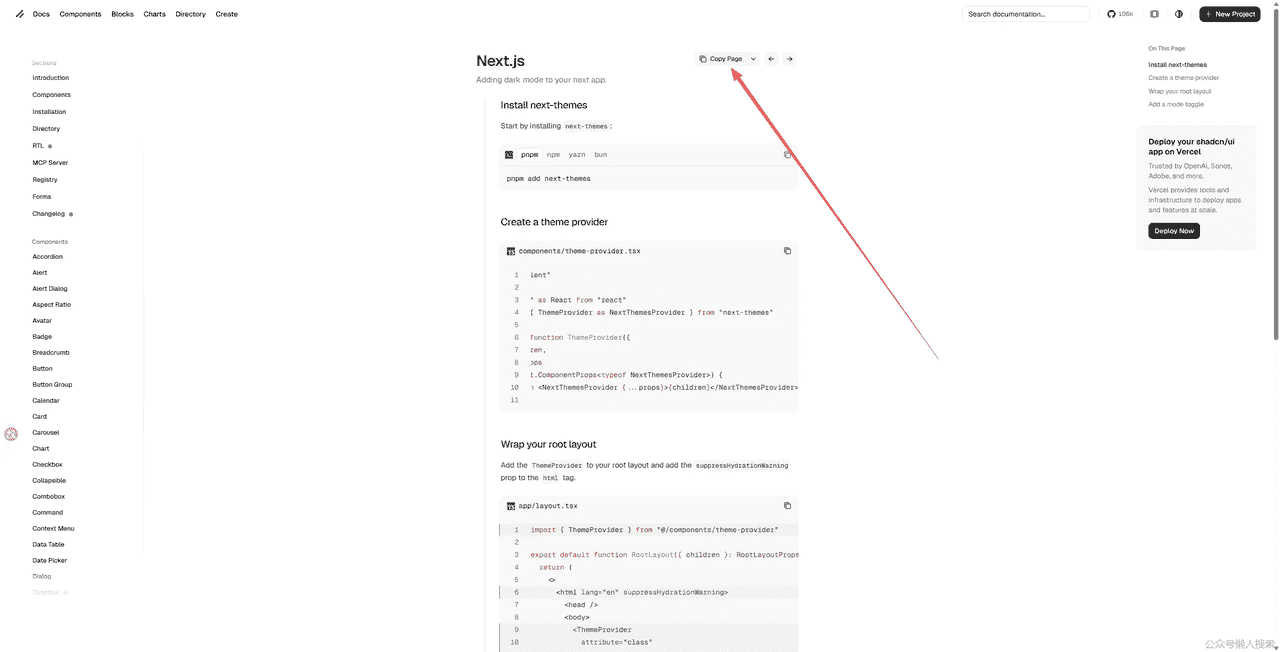 Docs Components Blocks Charts Directory Create
Search documentation...
106k
New Project
Sections
Introduction
Components
Installation
Directory
RTL
MCP Server
Registry
Forms
Changelog
Components
Accordion
Alert
Alert Dialog
Aspect Ratio
Avatar
Badge
Breadcrumb
Button
Button Group
Calendar
Card
Carousel
Chart
Checkbox
Collapsible
Combobox
Command
Context Menu
Data Table
Date Picker
Dialog
Next.js
Copy Page
Adding dark mode to your next app.
Install next-themes
Start by installing next-themes:
pnpm npm yarn bun
pnpm add next-themes
Create a theme provider
components/theme-provider.tsx
1 ient"
2
3 * as React from "react"
4 { ThemeProvider as NextThemesProvider } from "next-themes"
5
6 function ThemeProvider({
7 ren,
8 ops
9 t.ComponentProps<typeof NextThemesProvider>) {
10 <NextThemesProvider {...props}>{children}</NextThemesProvider>
11
Wrap your root layout
Add the ThemeProvider to your root layout and add the suppressHydrationWarning
prop to the html tag.
app/layout.tsx
1 import { ThemeProvider } from "@/components/theme-provider"
2
3 export default function RootLayout({ children }: RootLayoutProps
4 return (
5 <>
6 <html lang="en" suppressHydrationWarning>
7 <head />
8 <body>
9 <ThemeProvider
10 attribute="class"
On This Page
Install next-themes
Create a theme provider
Wrap your root layout
Add a mode toggle
Deploy your shadcn/ui
app on Vercel
Trusted by OpenAI, Sonos,
Adobe, and more.
Vercel provides tools and
infrastructure to deploy apps
and features at scale.
Deploy Now
公众号懒人搜索